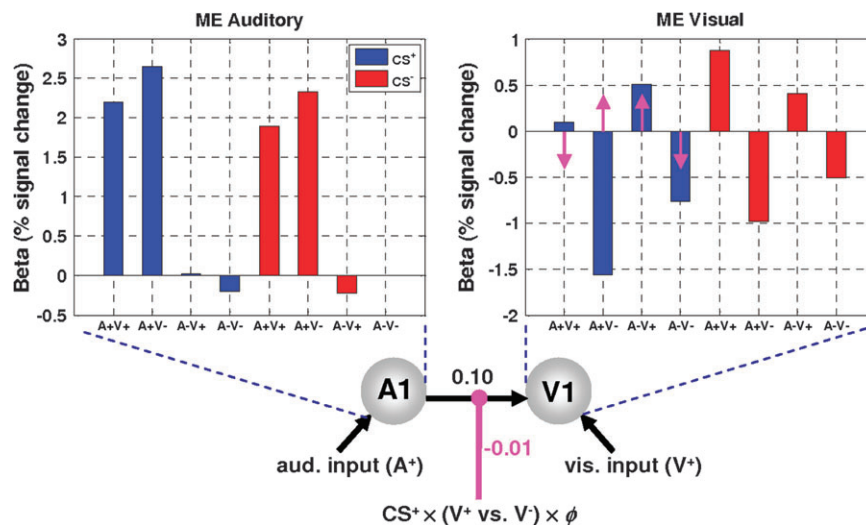 ME Auditory
ME Visual
Beta (% signal change)
3
2.5
2
1.5
1
0.5
0
-0.5
CS+
CS-
A+V+ A+V- A-V+ A-V- A+V+ A+V- A-V+ A-V-
Beta (% signal change)
1
0.5
0
-0.5
-1
-1.5
-2
A+V+ A+V- A-V+ A-V- A+V+ A+V- A-V+ A-V-
A1
0.10
V1
-0.01
aud. input (A+)
vis. input (V+)
CS+ × (V+ vs. V-) × ϕ